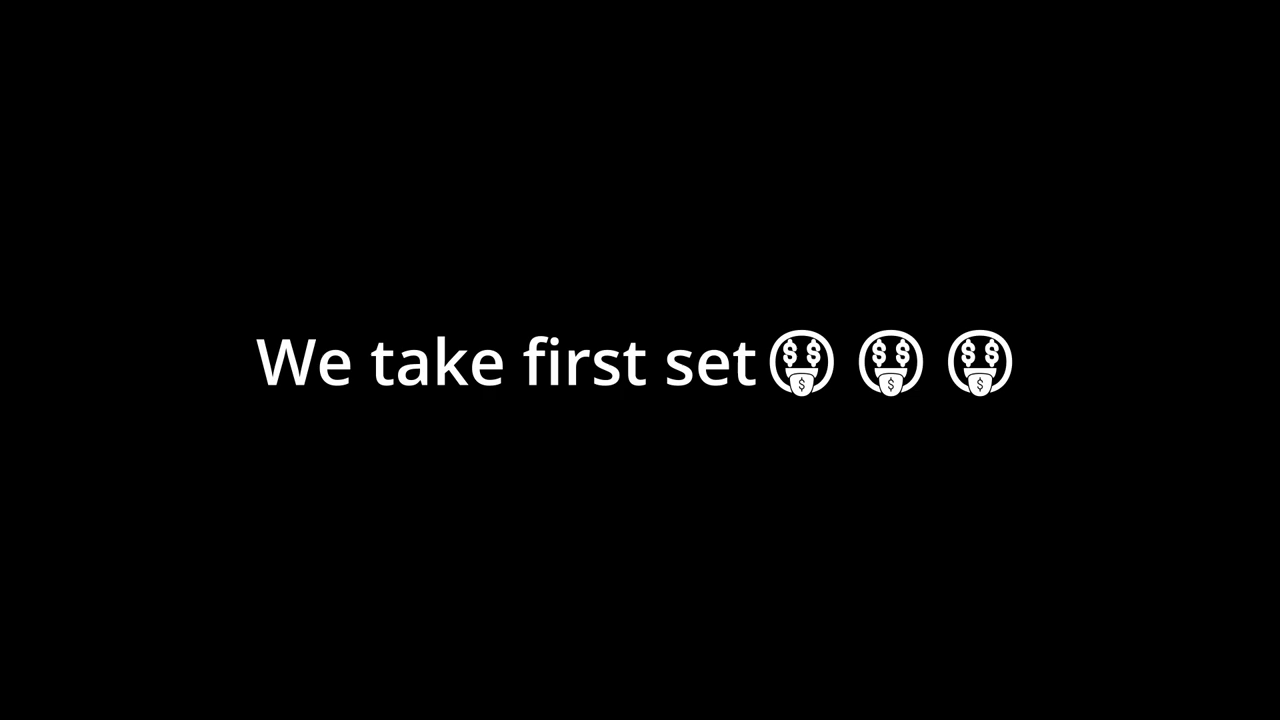 We take first set🤑 🤑 🤑